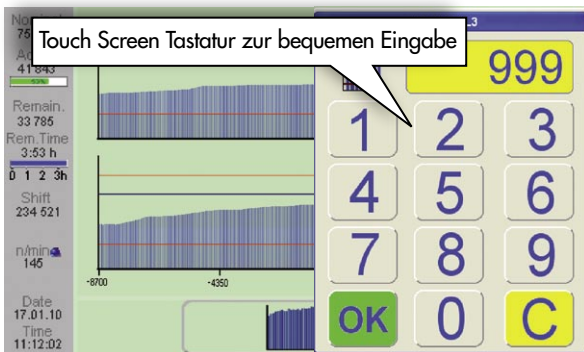 Touch Screen Tastatur zur bequemen Eingabe
41 843
Remain.
33 785
Rem.Time
3:53 h
0 1 2 3h
Shift
234 521
n/min
145
Date
17.01.10
Time
11:12:02
-8700 -4350
999
1 2 3
4 5 6
7 8 9
OK 0 C